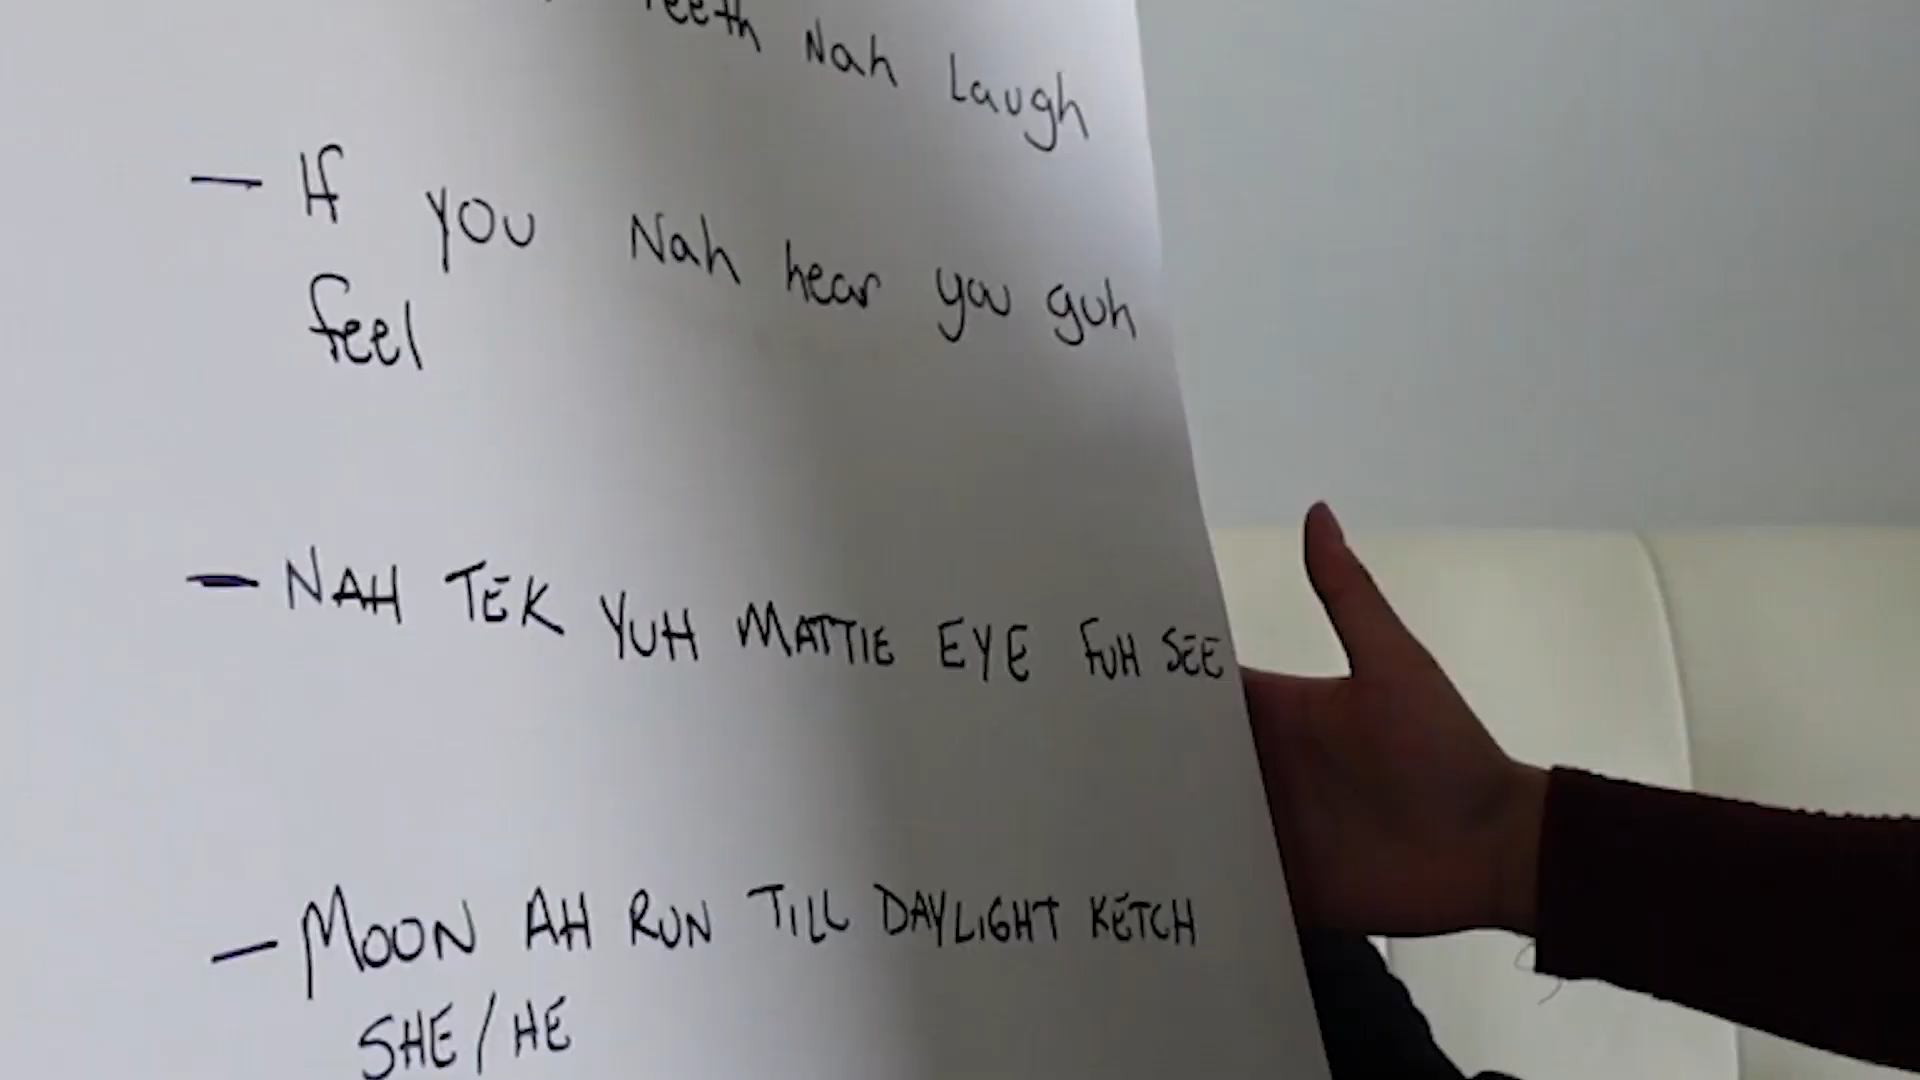 Teeth Nah Laugh
- If you Nah hear you guh
feel
- NAH TEK YUH MATTIE EYE FUH SEE
- MOON AH RUN TILL DAYLIGHT KETCH
SHE/HE